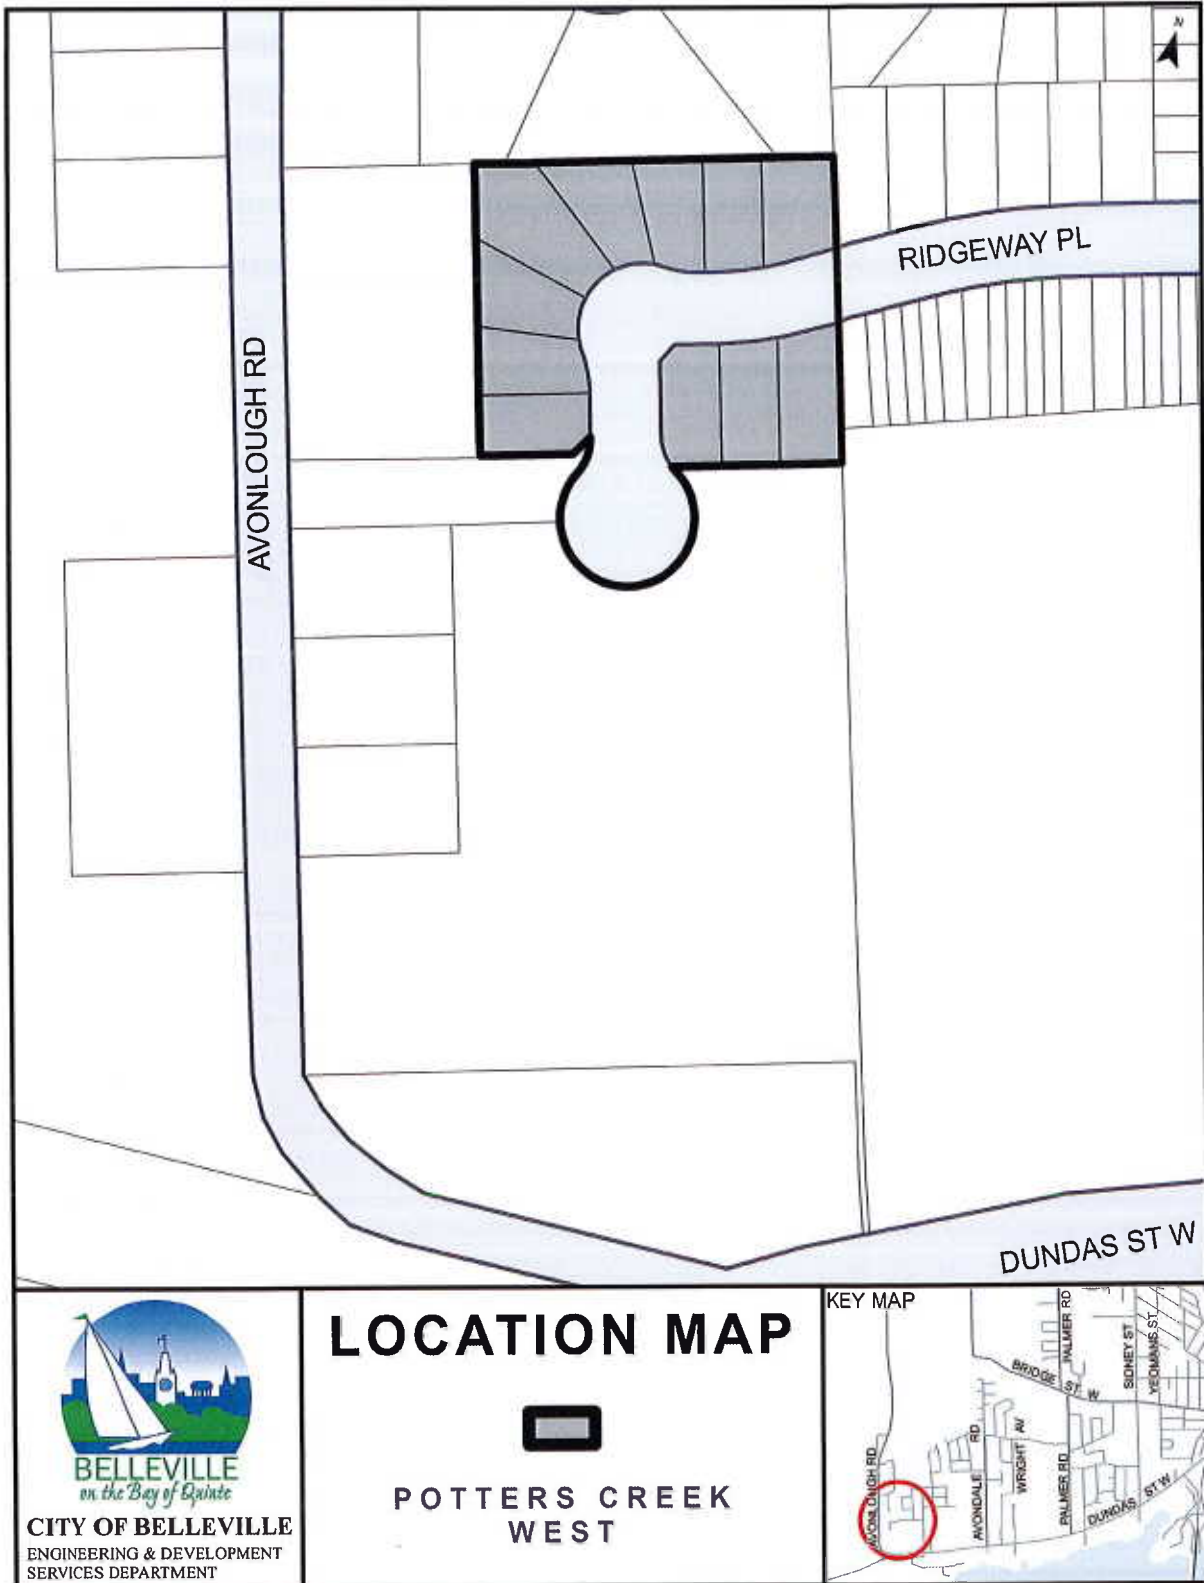 N
RIDGEWAY PL
AVONLOUGH RD
DUNDAS ST W
BELLEVILLE
on the Bay of Quinte
CITY OF BELLEVILLE
ENGINEERING & DEVELOPMENT
SERVICES DEPARTMENT
LOCATION MAP
POTTERS CREEK
WEST
KEY MAP
PALMER RD
SIDNEY ST
YEOMANS ST
BRIDGE ST W
AVONLOUGH RD
AVONDALE RD
WRIGHT AV
PALMER RD
DUNDAS ST W